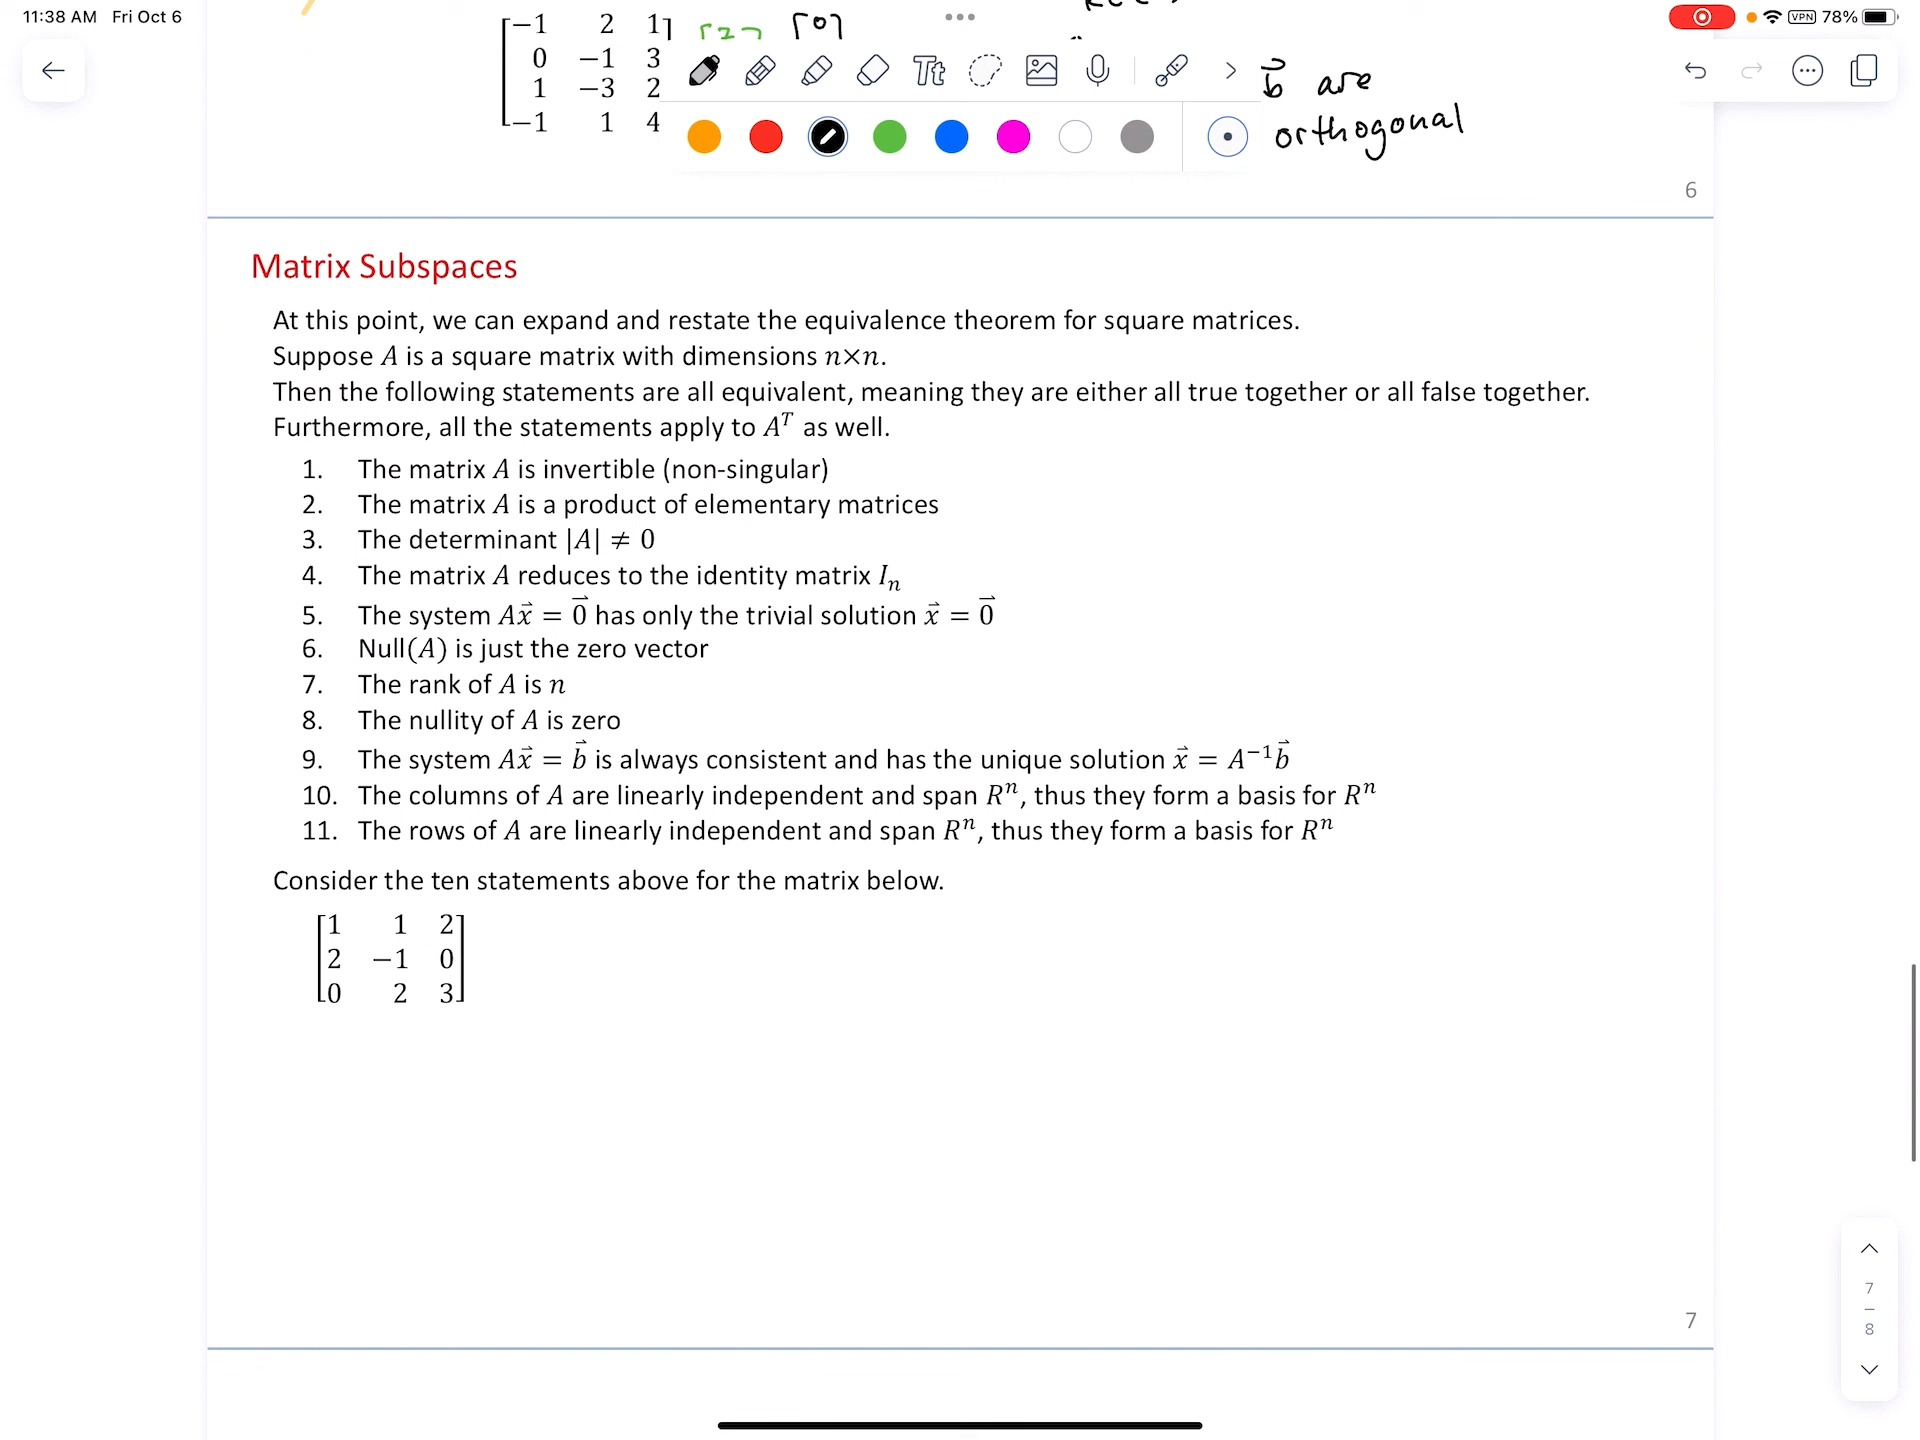 11:38 AM Fri Oct 6
VPN 78%
−1 2 1
0 −1 3
1 −3 2
−1 1 4
Tt
b⃗ are
orthogonal
6
Matrix Subspaces
At this point, we can expand and restate the equivalence theorem for square matrices.
Suppose A is a square matrix with dimensions n×n.
Then the following statements are all equivalent, meaning they are either all true together or all false together.
Furthermore, all the statements apply to Aᵀ as well.
1. The matrix A is invertible (non-singular)
2. The matrix A is a product of elementary matrices
3. The determinant |A| ≠ 0
4. The matrix A reduces to the identity matrix Iₙ
5. The system Ax⃗ = 0⃗ has only the trivial solution x⃗ = 0⃗
6. Null(A) is just the zero vector
7. The rank of A is n
8. The nullity of A is zero
9. The system Ax⃗ = b⃗ is always consistent and has the unique solution x⃗ = A⁻¹b⃗
10. The columns of A are linearly independent and span Rⁿ, thus they form a basis for Rⁿ
11. The rows of A are linearly independent and span Rⁿ, thus they form a basis for Rⁿ
Consider the ten statements above for the matrix below.
1 1 2
2 −1 0
0 2 3
7
8
7